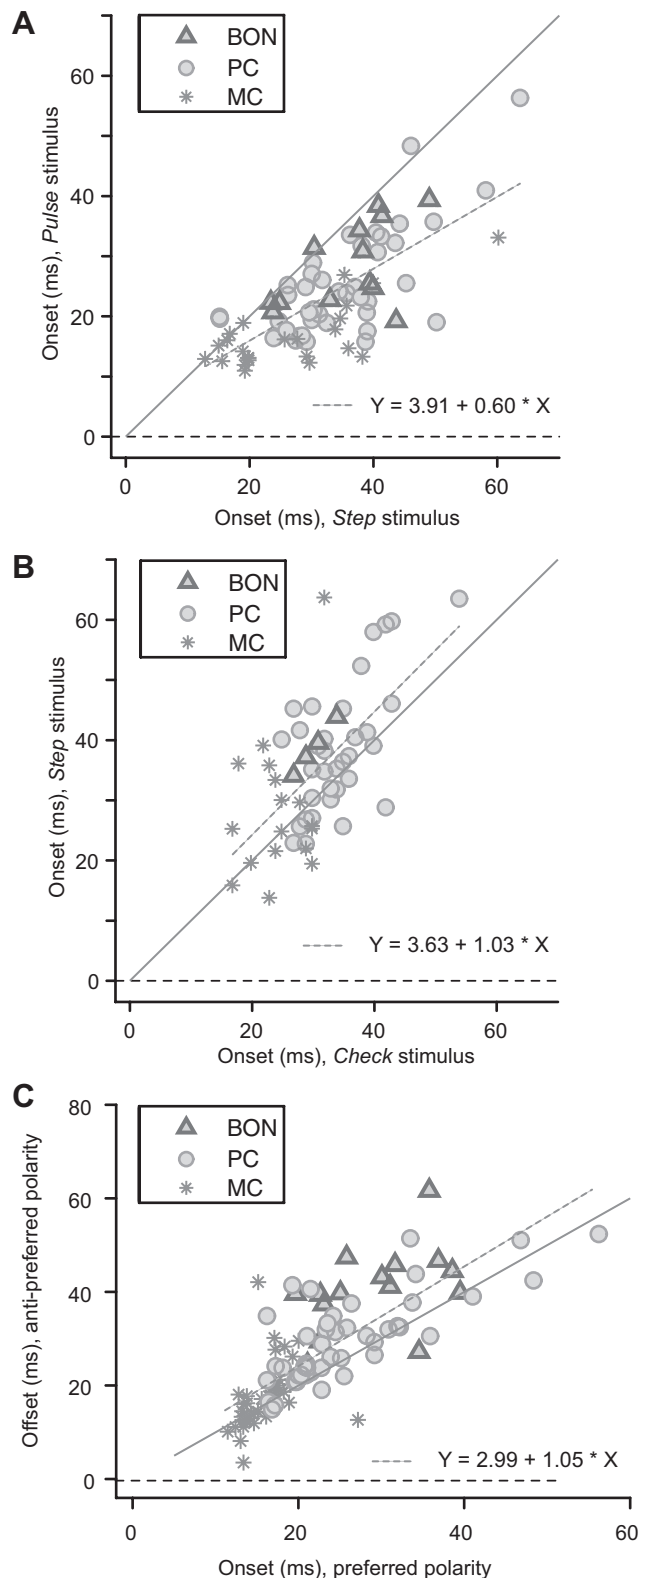 A
BON
PC
MC
60
40
20
0
Onset (ms), Pulse stimulus
Y = 3.91 + 0.60 * X
0 20 40 60
Onset (ms), Step stimulus
B
BON
PC
MC
60
40
20
0
Onset (ms), Step stimulus
Y = 3.63 + 1.03 * X
0 20 40 60
Onset (ms), Check stimulus
C
BON
PC
MC
80
60
40
20
0
Offset (ms), anti-preferred polarity
Y = 2.99 + 1.05 * X
0 20 40 60
Onset (ms), preferred polarity